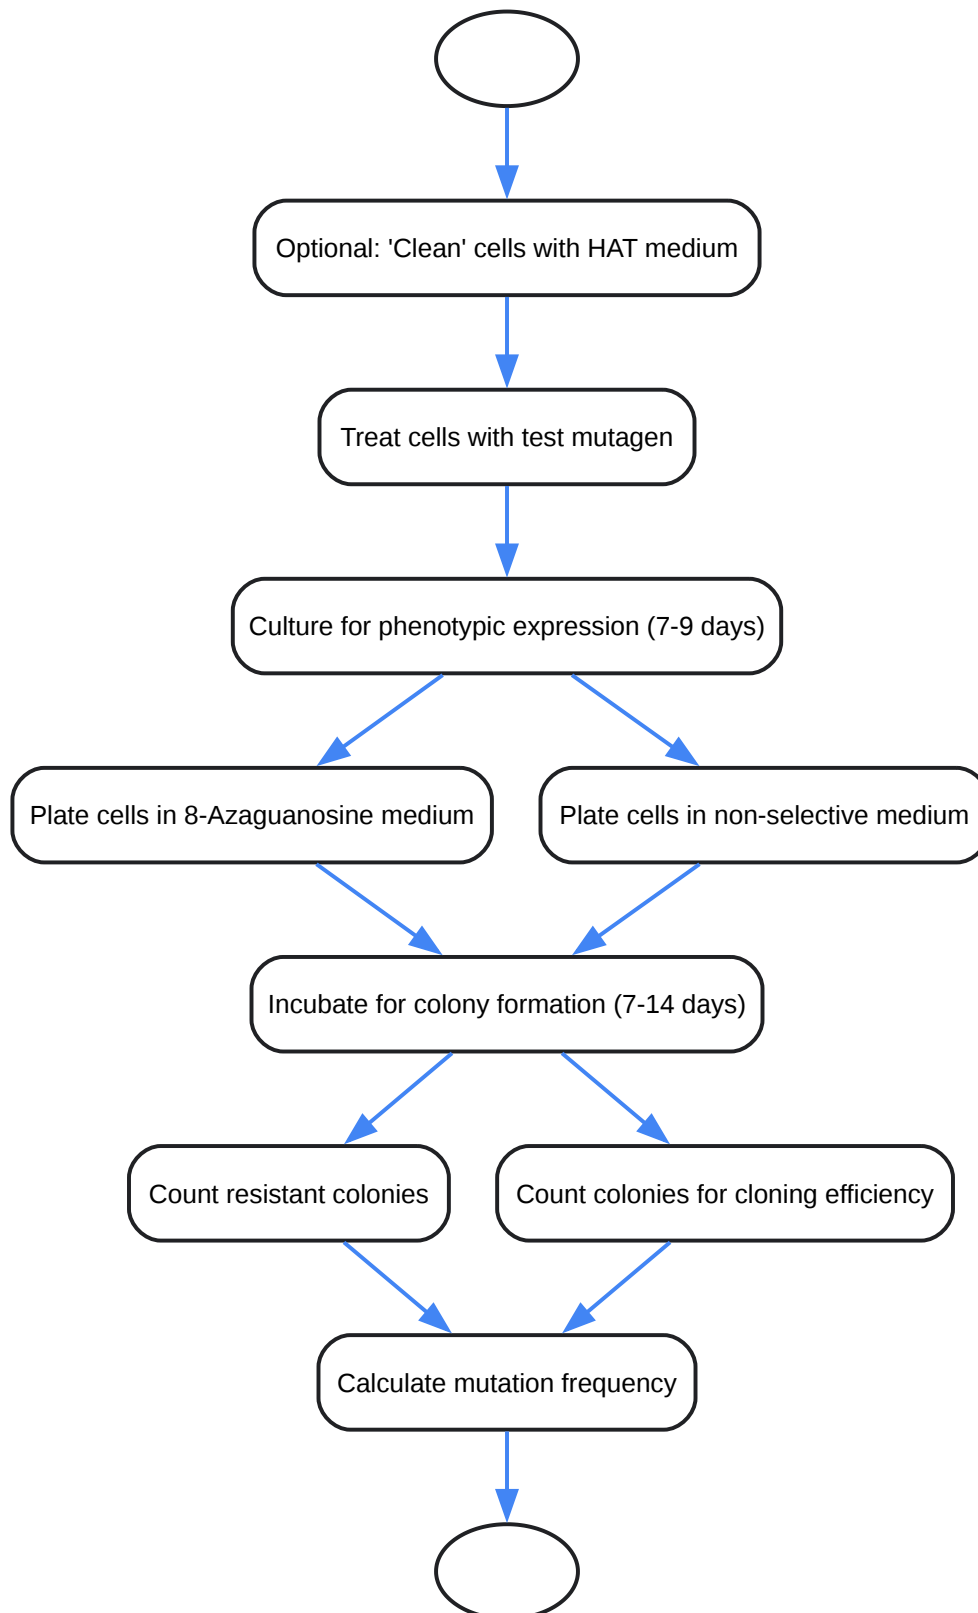 Optional: 'Clean' cells with HAT medium
Treat cells with test mutagen
Culture for phenotypic expression (7-9 days)
Plate cells in 8-Azaguanosine medium
Plate cells in non-selective medium
Incubate for colony formation (7-14 days)
Count resistant colonies
Count colonies for cloning efficiency
Calculate mutation frequency